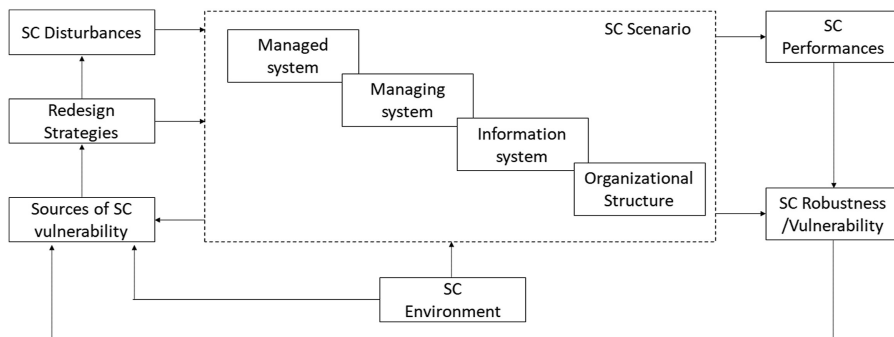 SC Disturbances
Redesign
Strategies
Sources of SC
vulnerability
SC Scenario
Managed
system
Managing
system
Information
system
Organizational
Structure
SC
Environment
SC
Performances
SC Robustness
/Vulnerability